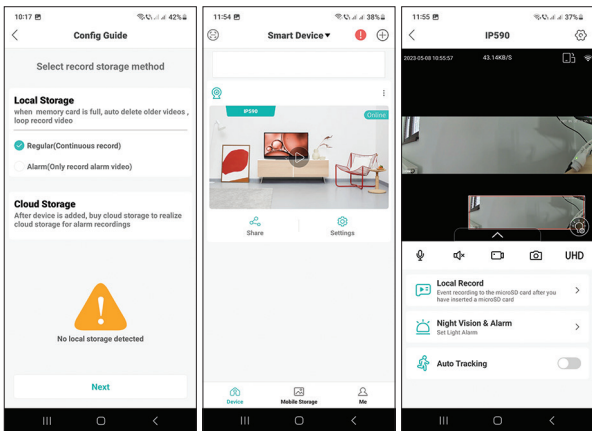 10:17
42%
Config Guide
Select record storage method
Local Storage
when memory card is full, auto delete older videos ,
loop record video
Regular(Continuous record)
Alarm(Only record alarm video)
Cloud Storage
After device is added, buy cloud storage to realize
cloud storage for alarm recordings
No local storage detected
Next
11:54
38%
Smart Device
IP590
Online
Share
Settings
Device
Mobile Storage
Me
11:55
37%
IP590
2023-05-08 10:55:57
43.14KB/S
UHD
Local Record
Event recording to the microSD card after you
have inserted a microSD card
Night Vision & Alarm
Set Light Alarm
Auto Tracking